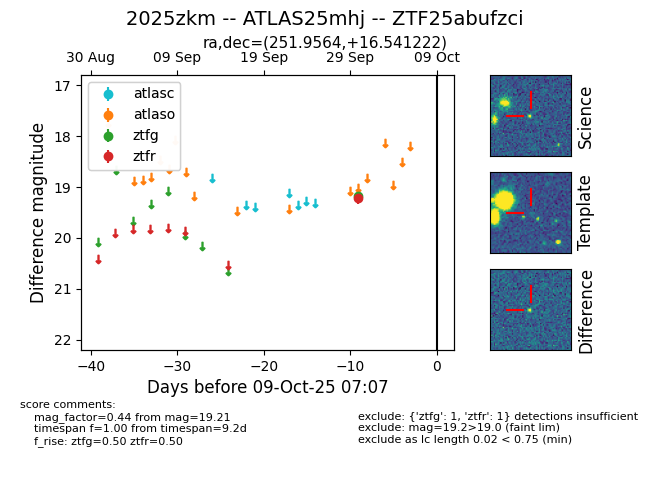 2025zkm -- ATLAS25mhj -- ZTF25abufzci
ra,dec=(251.9564,+16.541222)
30 Aug 09 Sep 19 Sep 29 Sep 09 Oct
atlasc
atlaso
ztfg
ztfr
17
18
19
20
21
22
Difference magnitude
−40 −30 −20 −10 0
Days before 09-Oct-25 07:07
Science
Template
Difference
score comments:
mag_factor=0.44 from mag=19.21
timespan f=1.00 from timespan=9.2d
f_rise: ztfg=0.50 ztfr=0.50
exclude: {'ztfg': 1, 'ztfr': 1} detections insufficient
exclude: mag=19.2>19.0 (faint lim)
exclude as lc length 0.02 < 0.75 (min)